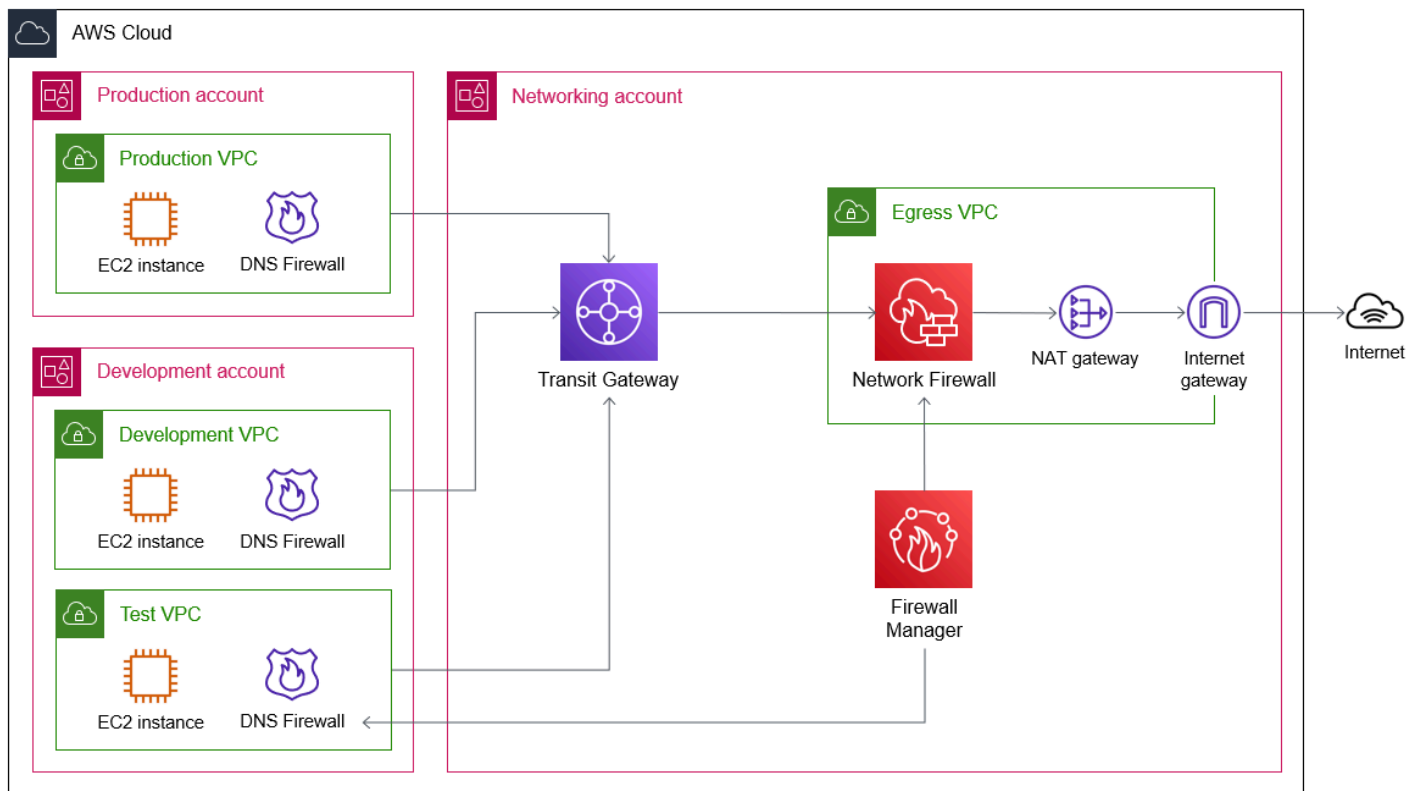 AWS Cloud
Production account
Production VPC
EC2 instance
DNS Firewall
Development account
Development VPC
EC2 instance
DNS Firewall
Test VPC
EC2 instance
DNS Firewall
Networking account
Transit Gateway
Egress VPC
Network Firewall
NAT gateway
Internet
gateway
Firewall
Manager
Internet